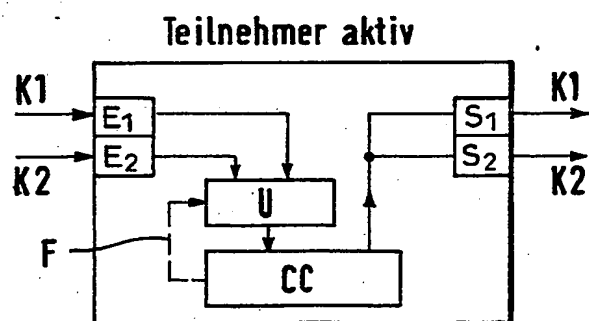 Teilnehmer aktiv
K1 K1
E1 S1
E2 S2
K2 K2
U
F
CC